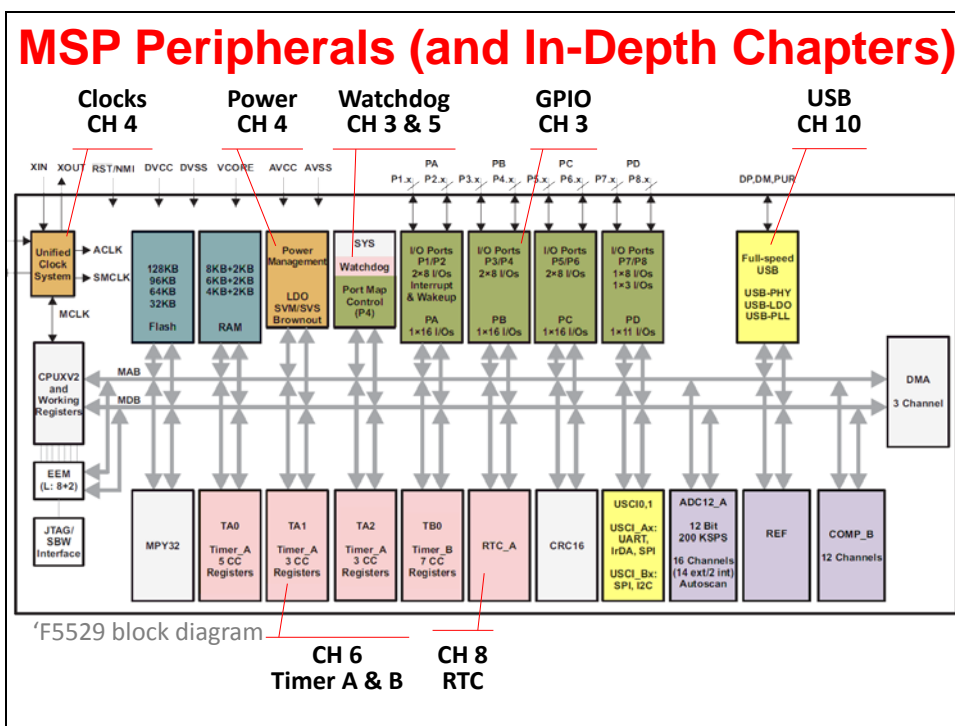 MSP Peripherals (and In-Depth Chapters)
Clocks
CH 4
Power
CH 4
Watchdog
CH 3 & 5
GPIO
CH 3
USB
CH 10
XIN
XOUT
RST/NMI
DVCC
DVSS
VCORE
AVCC
AVSS
PA
P1.x
P2.x
PB
P3.x
P4.x
PC
P5.x
P6.x
PD
P7.x
P8.x
DP,DM,PUR
Unified
Clock
System
ACLK
SMCLK
MCLK
128KB
96KB
64KB
32KB
Flash
8KB+2KB
6KB+2KB
4KB+2KB
RAM
Power
Management
LDO
SVM/SVS
Brownout
SYS
Watchdog
Port Map
Control
(P4)
I/O Ports
P1/P2
2×8 I/Os
Interrupt
& Wakeup
PA
1×16 I/Os
I/O Ports
P3/P4
2×8 I/Os
PB
1×16 I/Os
I/O Ports
P5/P6
2×8 I/Os
PC
1×16 I/Os
I/O Ports
P7/P8
1×8 I/Os
1×3 I/Os
PD
1×11 I/Os
Full-speed
USB
USB-PHY
USB-LDO
USB-PLL
CPUXV2
and
Working
Registers
MAB
MDB
DMA
3 Channel
EEM
(L: 8+2)
JTAG/
SBW
Interface
MPY32
TA0
Timer_A
5 CC
Registers
TA1
Timer_A
3 CC
Registers
TA2
Timer_A
3 CC
Registers
TB0
Timer_B
7 CC
Registers
RTC_A
CRC16
USCI0,1
USCI_Ax:
UART,
IrDA, SPI
USCI_Bx:
SPI, I2C
ADC12_A
12 Bit
200 KSPS
16 Channels
(14 ext/2 int)
Autoscan
REF
COMP_B
12 Channels
‘F5529 block diagram
CH 6
Timer A & B
CH 8
RTC